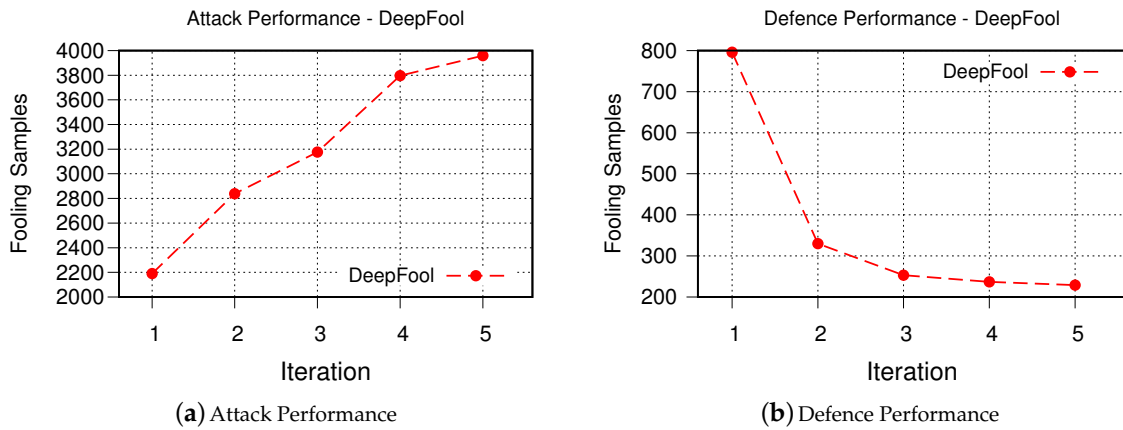 Attack Performance - DeepFool
4000
3800
3600
3400
3200
3000
2800
2600
2400
2200
2000
Fooling Samples
DeepFool
1 2 3 4 5
Iteration
(a) Attack Performance
Defence Performance - DeepFool
800
700
600
500
400
300
200
Fooling Samples
DeepFool
1 2 3 4 5
Iteration
(b) Defence Performance